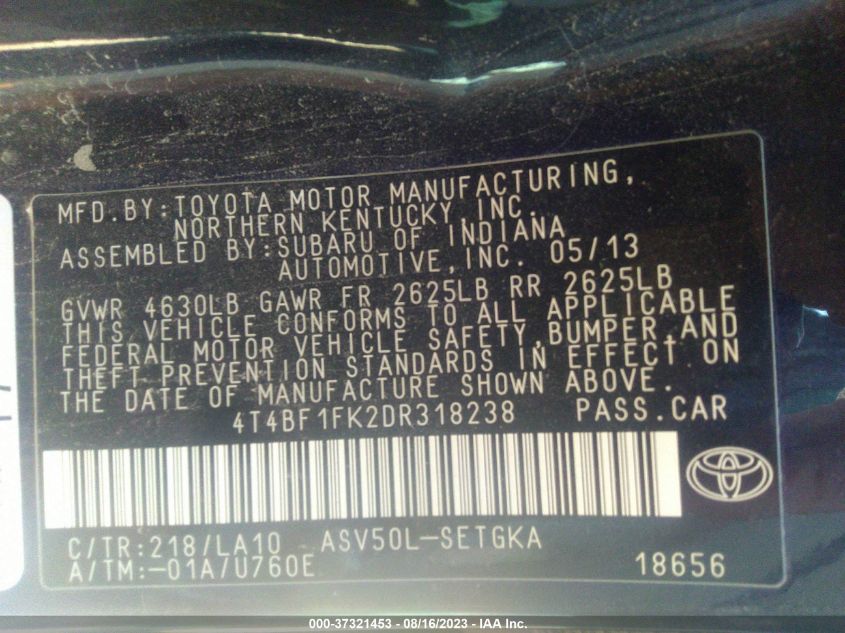 MFD.BY:TOYOTA MOTOR MANUFACTURING,
NORTHERN KENTUCKY INC.
ASSEMBLED BY:SUBARU OF INDIANA
AUTOMOTIVE,INC. 05/13
GVWR 4630LB GAWR FR 2625LB RR 2625LB
THIS VEHICLE CONFORMS TO ALL APPLICABLE
FEDERAL MOTOR VEHICLE SAFETY,BUMPER,AND
THEFT PREVENTION STANDARDS IN EFFECT ON
THE DATE OF MANUFACTURE SHOWN ABOVE.
4T4BF1FK2DR318238 PASS.CAR
C/TR:218/LA10 ASV50L-SETGKA
A/TM:-01A/U760E 18656
000-37321453 - 08/16/2023 - IAA Inc.